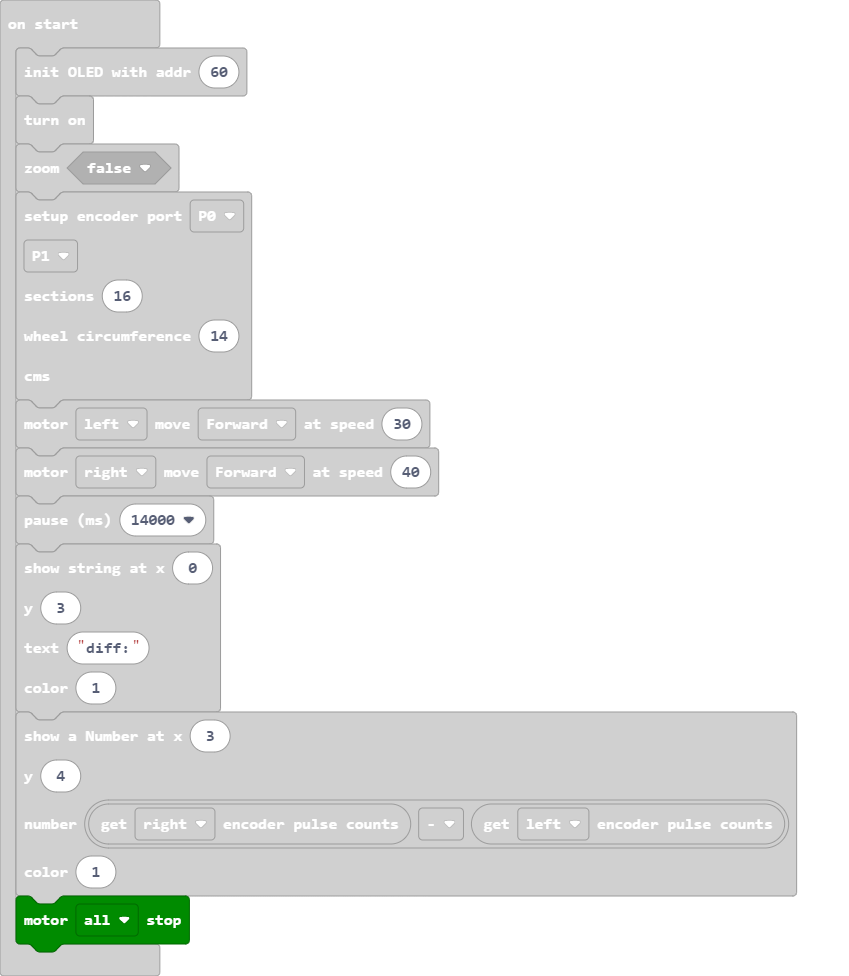 on start
init OLED with addr 60
turn on
zoom false
setup encoder port P0
P1
sections 16
wheel circumference 14
cms
motor left move Forward at speed 30
motor right move Forward at speed 40
pause (ms) 14000
show string at x 0
y 3
text "diff:"
color 1
show a Number at x 3
y 4
number get right encoder pulse counts - get left encoder pulse counts
color 1
motor all stop